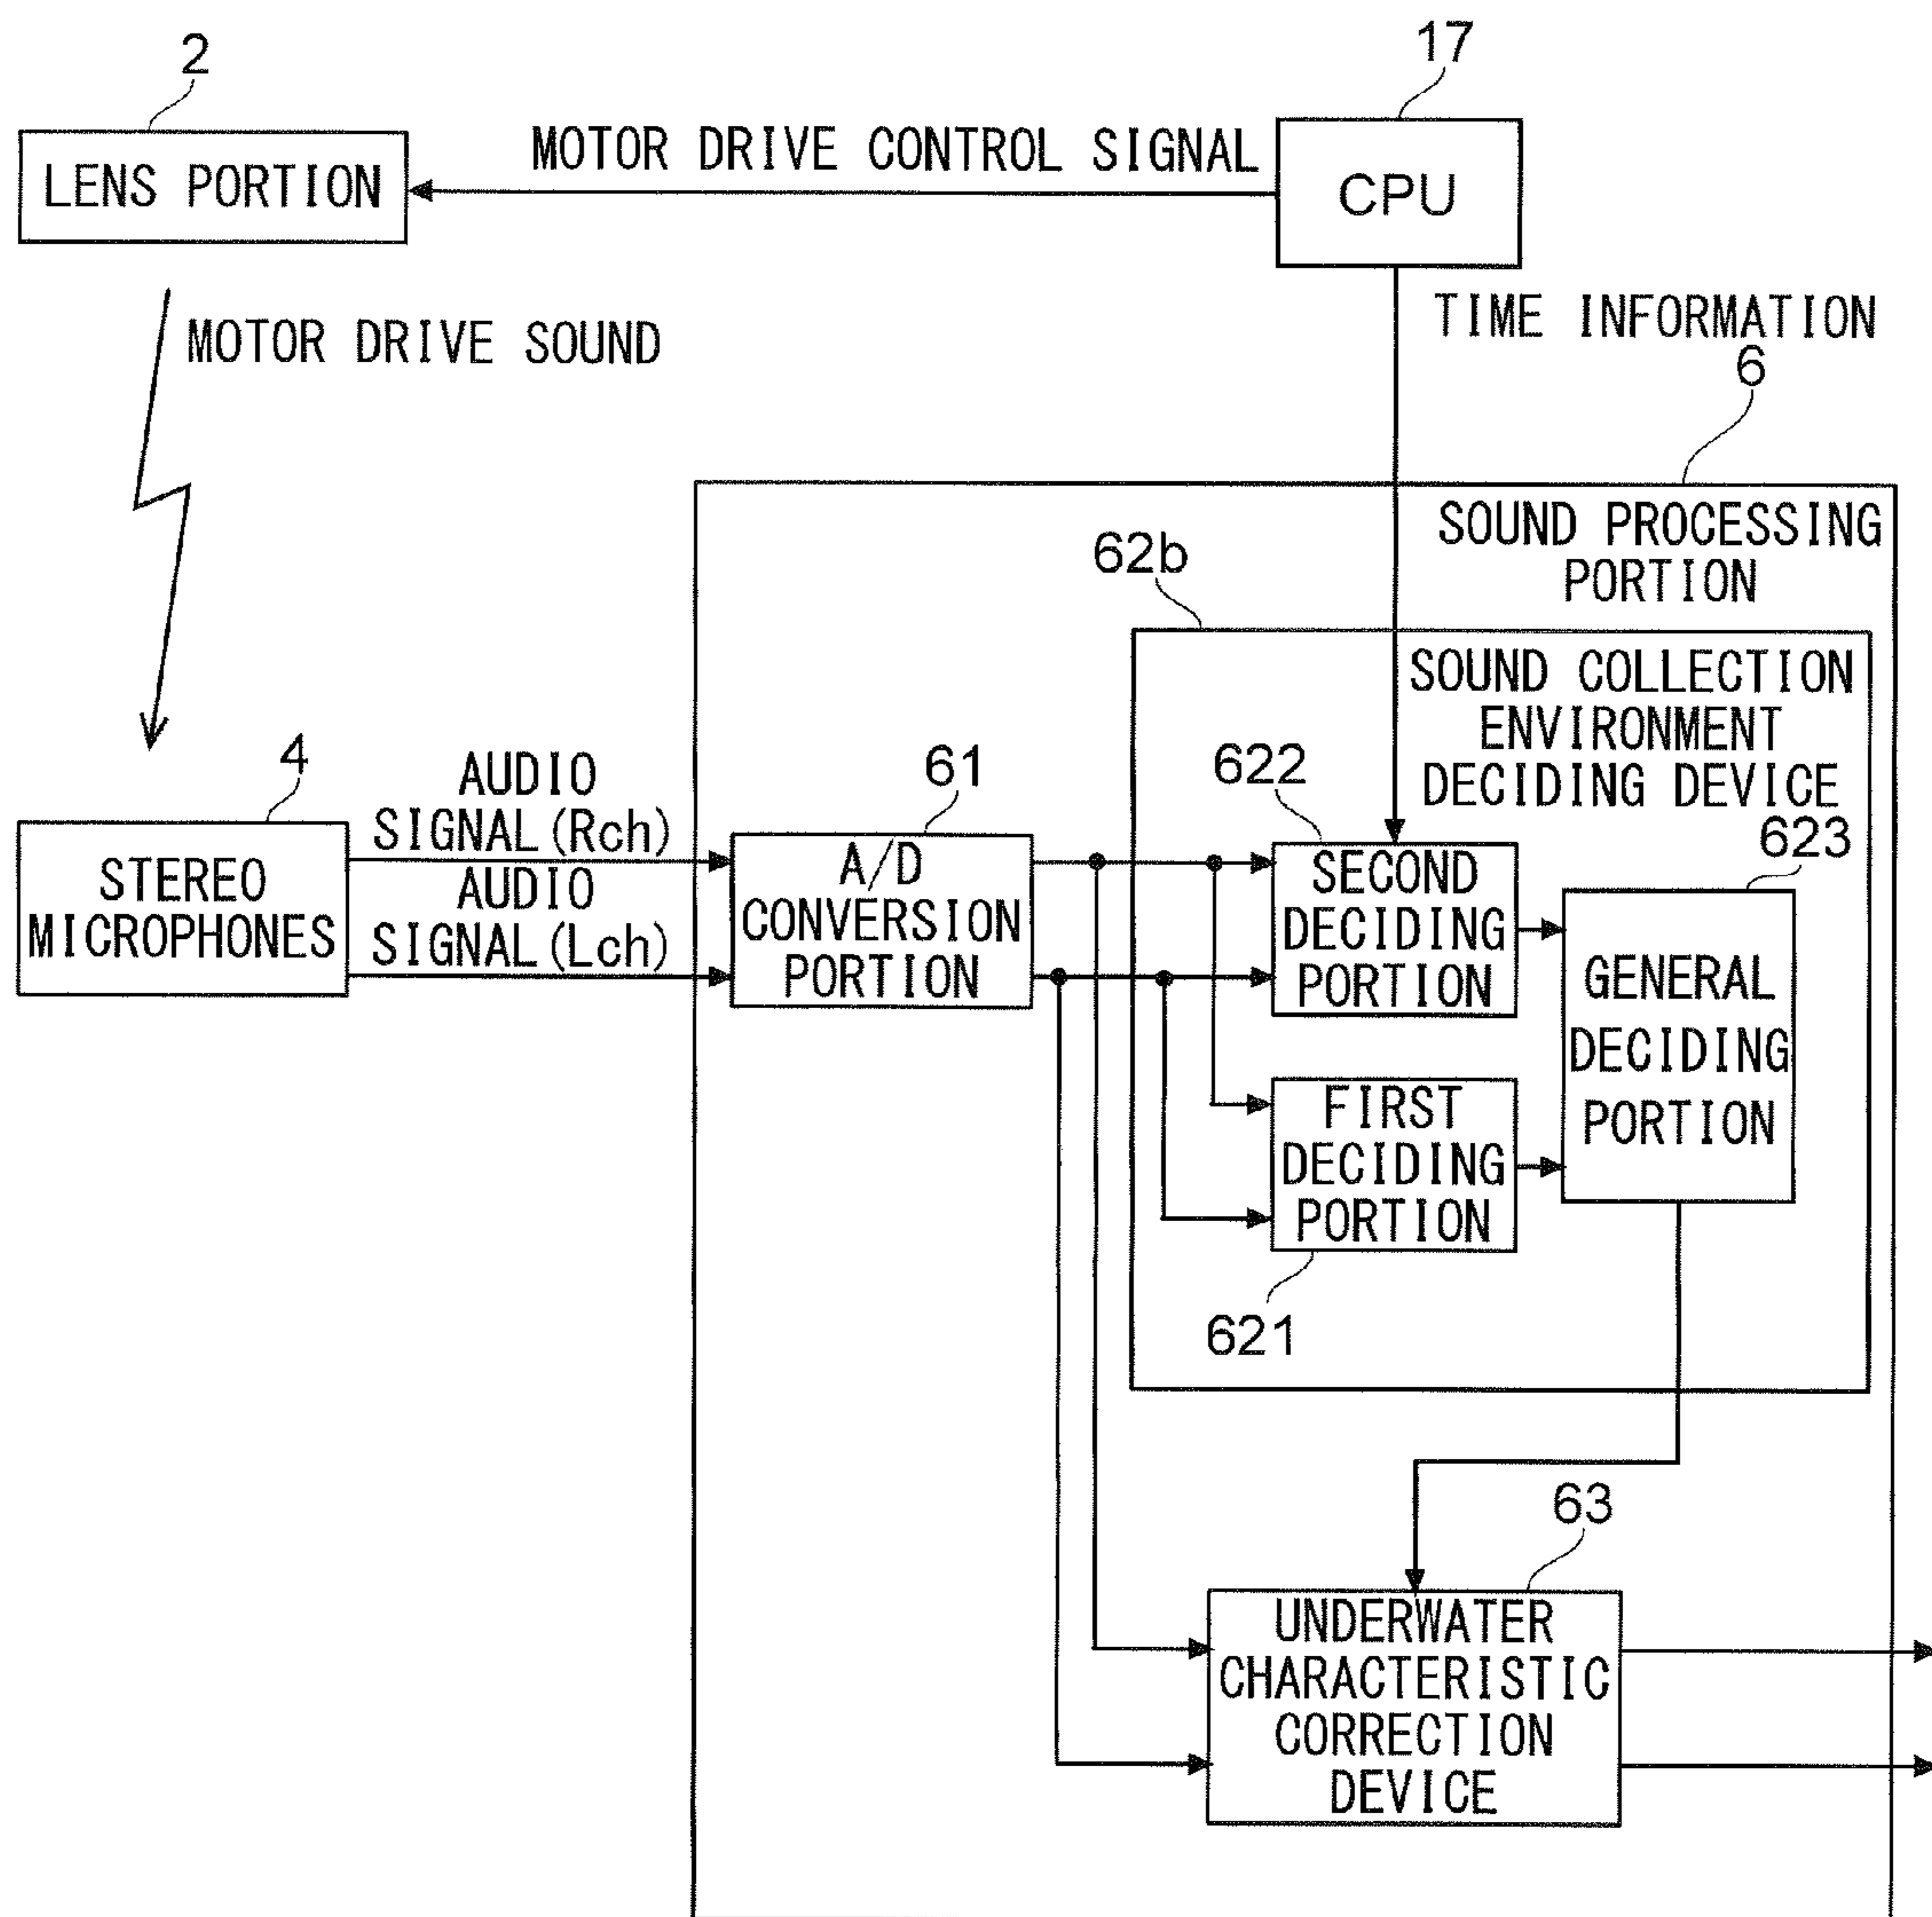 2
17
LENS PORTION
MOTOR DRIVE CONTROL SIGNAL
CPU
MOTOR DRIVE SOUND
TIME INFORMATION
6
SOUND PROCESSING
PORTION
62b
SOUND COLLECTION
ENVIRONMENT
DECIDING DEVICE
4
AUDIO
SIGNAL(Rch)
AUDIO
SIGNAL(Lch)
STEREO
MICROPHONES
61
A/D
CONVERSION
PORTION
622
SECOND
DECIDING
PORTION
623
GENERAL
DECIDING
PORTION
FIRST
DECIDING
PORTION
621
63
UNDERWATER
CHARACTERISTIC
CORRECTION
DEVICE